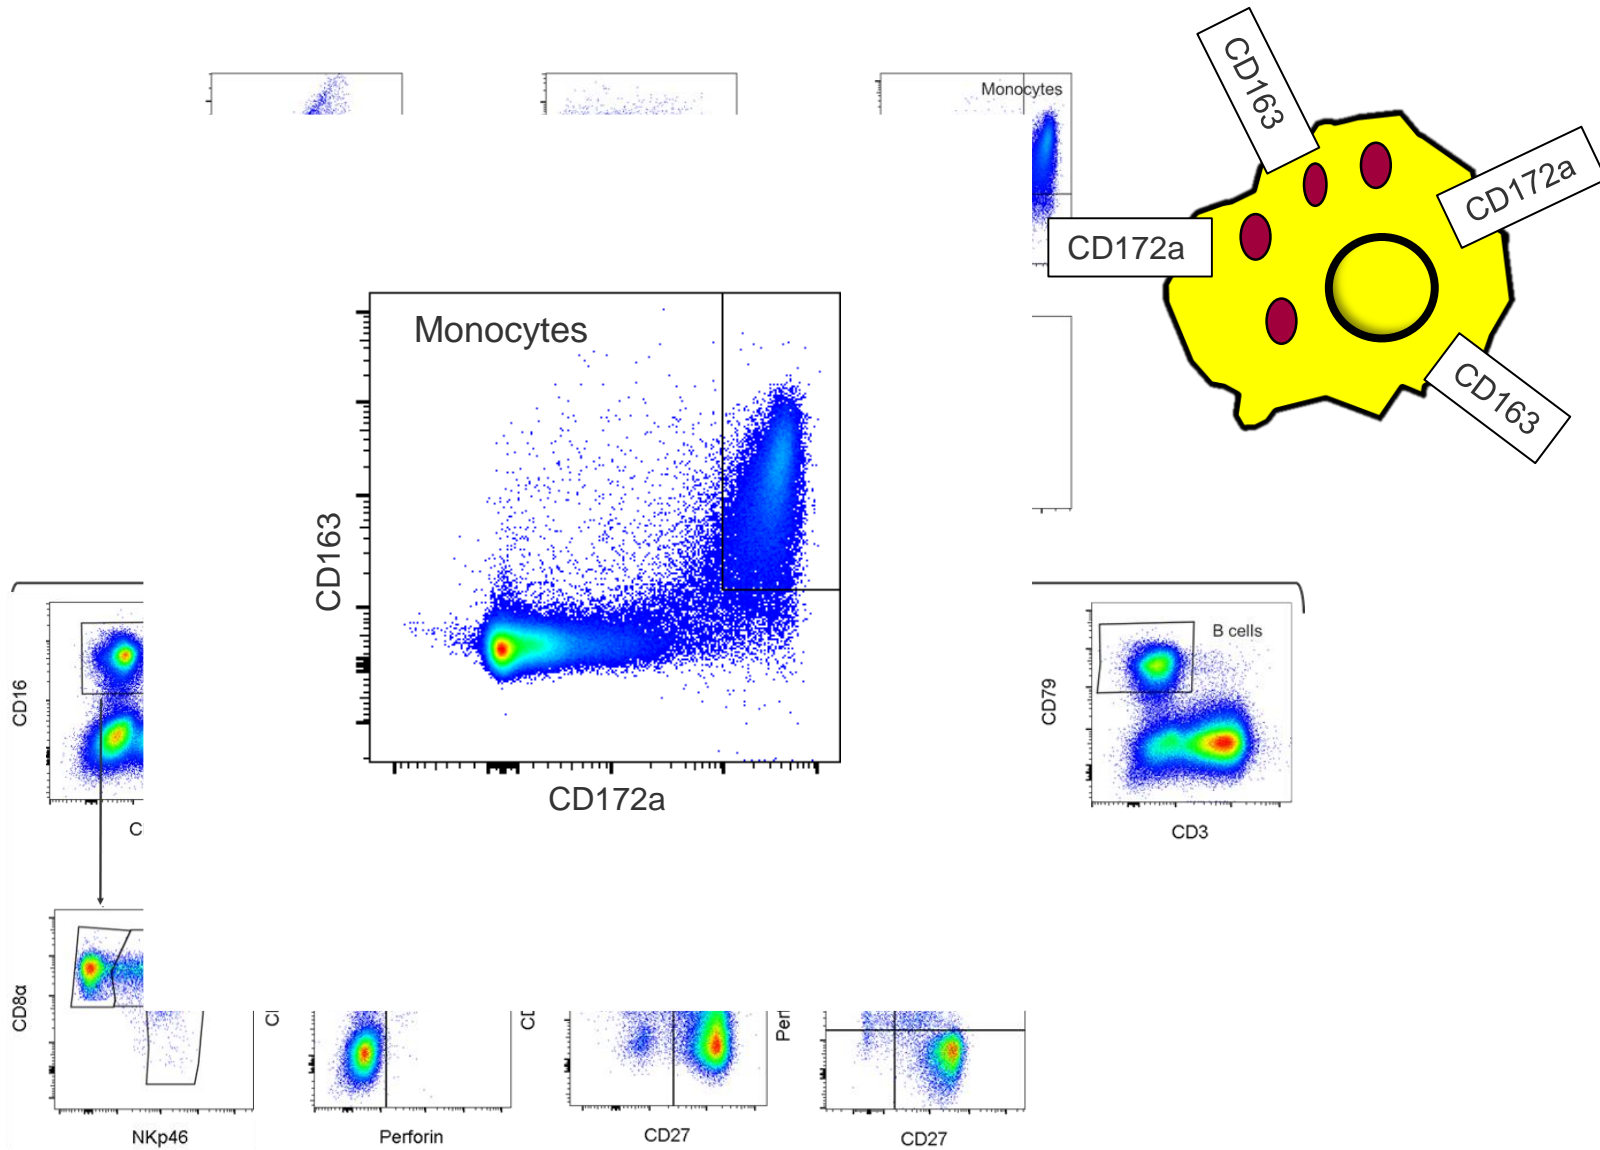 Monocytes
CD163
CD172a
CD172a
CD163
Monocytes
CD163
CD172a
CD16
B cells
CD79
CD3
CD8α
NKp46
Perforin
CD27
CD27